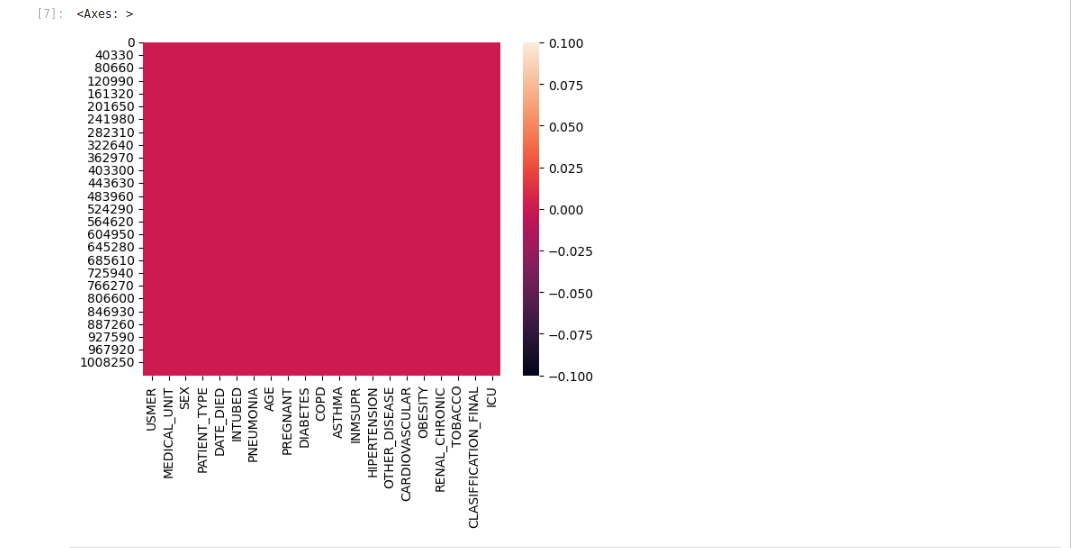 [7]: <Axes: >
0
40330
80660
120990
161320
201650
241980
282310
322640
362970
403300
443630
483960
524290
564620
604950
645280
685610
725940
766270
806600
846930
887260
927590
967920
1008250
USMER
MEDICAL_UNIT
SEX
PATIENT_TYPE
DATE_DIED
INTUBED
PNEUMONIA
AGE
PREGNANT
DIABETES
COPD
ASTHMA
INMSUPR
HIPERTENSION
OTHER_DISEASE
CARDIOVASCULAR
OBESITY
RENAL_CHRONIC
TOBACCO
CLASIFFICATION_FINAL
ICU
0.100
0.075
0.050
0.025
0.000
−0.025
−0.050
−0.075
−0.100